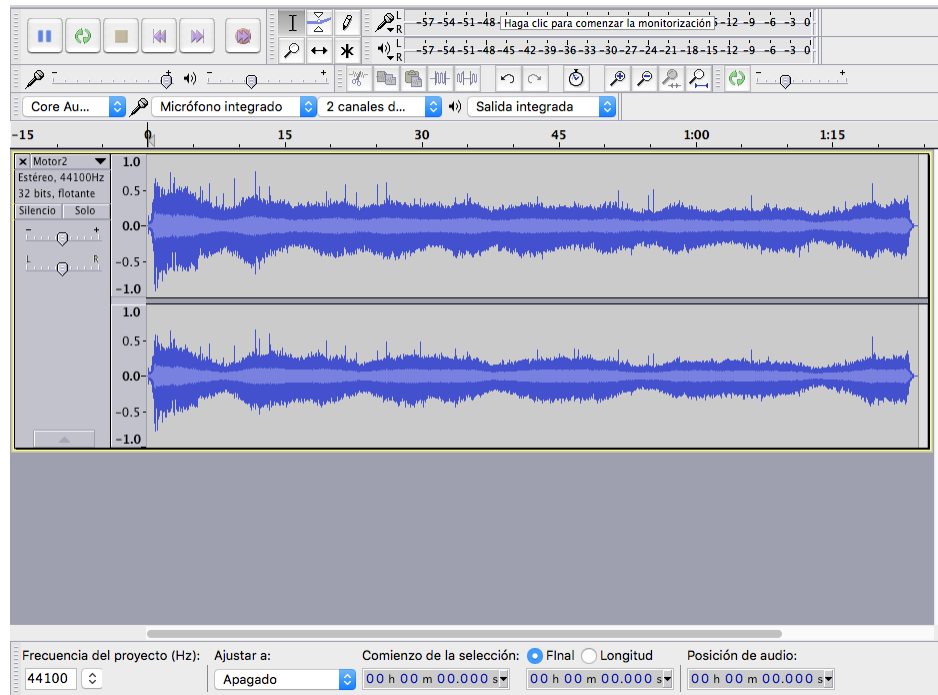 L
R
-57 -54 -51 -48 Haga clic para comenzar la monitorización -12 -9 -6 -3 0
L
R
-57 -54 -51 -48 -45 -42 -39 -36 -33 -30 -27 -24 -21 -18 -15 -12 -9 -6 -3 0
- + - + - +
Core Au... Micrófono integrado 2 canales d... Salida integrada
-15 0 15 30 45 1:00 1:15
Motor2 1.0
Estéreo, 44100Hz
32 bits, flotante 0.5
Silencio Solo
- + 0.0
L R -0.5
-1.0
1.0
0.5
0.0
-0.5
-1.0
Frecuencia del proyecto (Hz): Ajustar a: Comienzo de la selección: FInal Longitud Posición de audio:
44100 Apagado 00 h 00 m 00.000 s 00 h 00 m 00.000 s 00 h 00 m 00.000 s